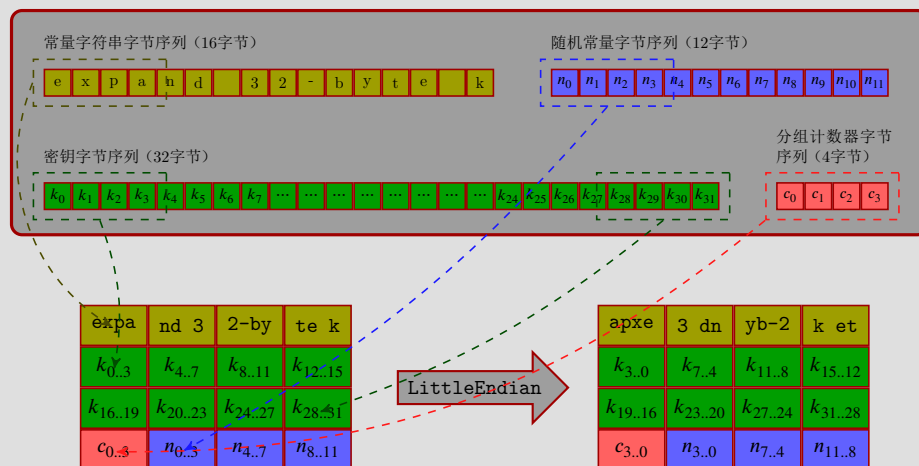 常量字符串字节序列（16字节）
随机常量字节序列（12字节）
e x p a n d 3 2 - b y t e k
n0 n1 n2 n3 n4 n5 n6 n7 n8 n9 n10 n11
密钥字节序列（32字节）
分组计数器字节
序列（4字节）
k0 k1 k2 k3 k4 k5 k6 k7 ... ... ... ... ... ... ... ... k24 k25 k26 k27 k28 k29 k30 k31
c0 c1 c2 c3
expa nd 3 2-by te k
k0..3 k4..7 k8..11 k12..15
k16..19 k20..23 k24..27 k28..31
c0..3 n0..3 n4..7 n8..11
LittleEndian
apxe 3 dn yb-2 k et
k3..0 k7..4 k11..8 k15..12
k19..16 k23..20 k27..24 k31..28
c3..0 n3..0 n7..4 n11..8